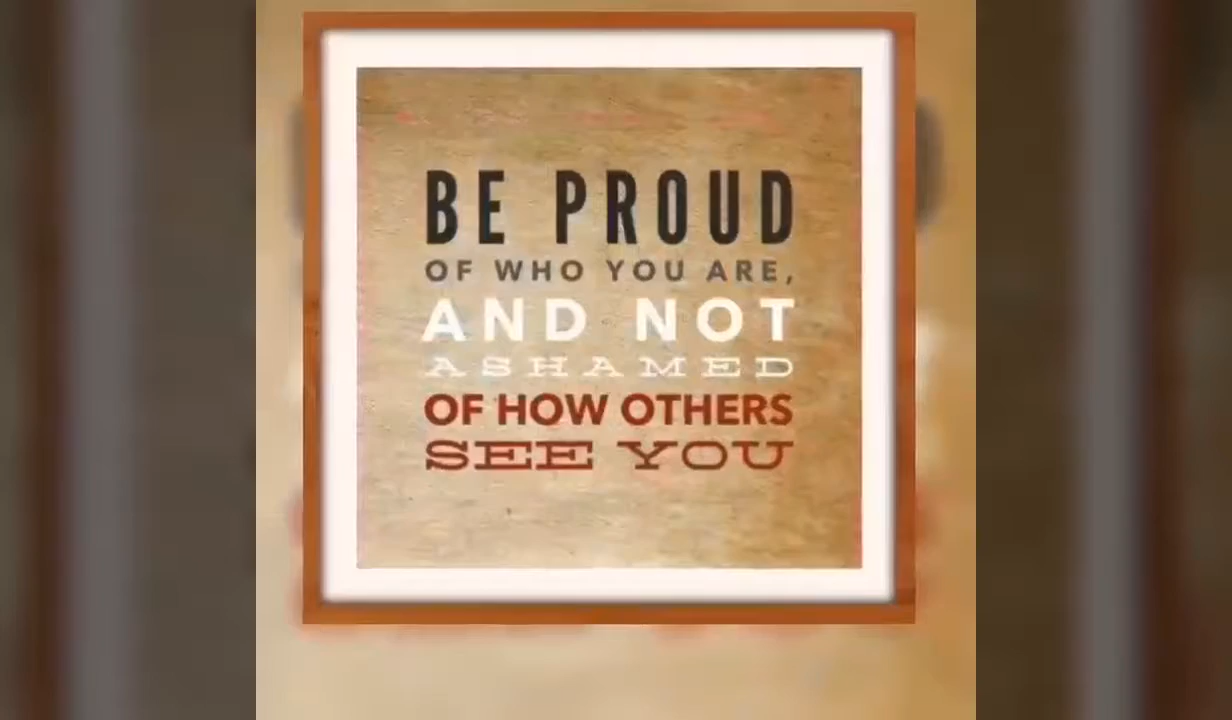 BE PROUD
OF WHO YOU ARE,
AND NOT
ASHAMED
OF HOW OTHERS
SEE YOU